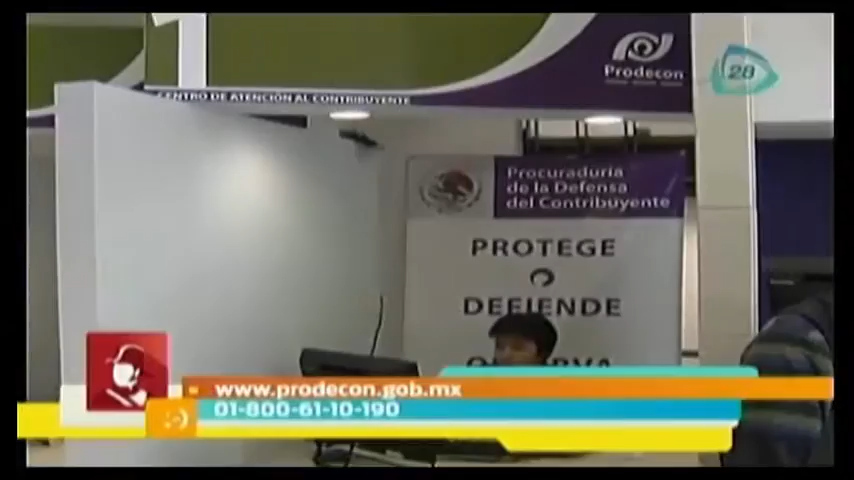 Prodecon
28
CENTRO DE ATENCIÓN AL CONTRIBUYENTE
Procuraduría
de la Defensa
del Contribuyente
PROTEGE
DEFIENDE
www.prodecon.gob.mx
01-800-61-10-190